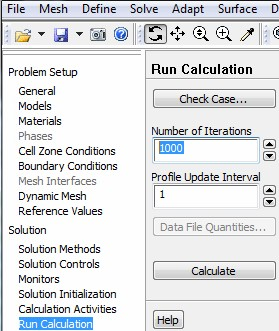 File Mesh Define Solve Adapt Surface
Problem Setup
General
Models
Materials
Phases
Cell Zone Conditions
Boundary Conditions
Mesh Interfaces
Dynamic Mesh
Reference Values
Solution
Solution Methods
Solution Controls
Monitors
Solution Initialization
Calculation Activities
Run Calculation
Run Calculation
Check Case...
Number of Iterations
1000
Profile Update Interval
1
Data File Quantities...
Calculate
Help